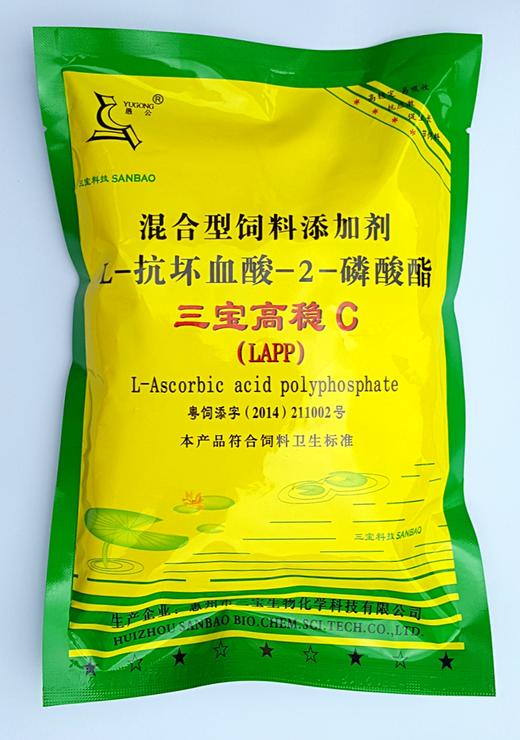 YUGONG®
愚公
三宝科技 SANBAO
混合型饲料添加剂
L-抗坏血酸-2-磷酸酯
三宝高稳C
(LAPP)
L-Ascorbic acid polyphosphate
粤饲添字(2014)211002号
本产品符合饲料卫生标准
三宝科技 SANBAO
生产企业:惠州市三宝生物化学科技有限公司
HUIZHOU SANBAO BIO.CHEM.SCI.TECH.CO.,LTD.